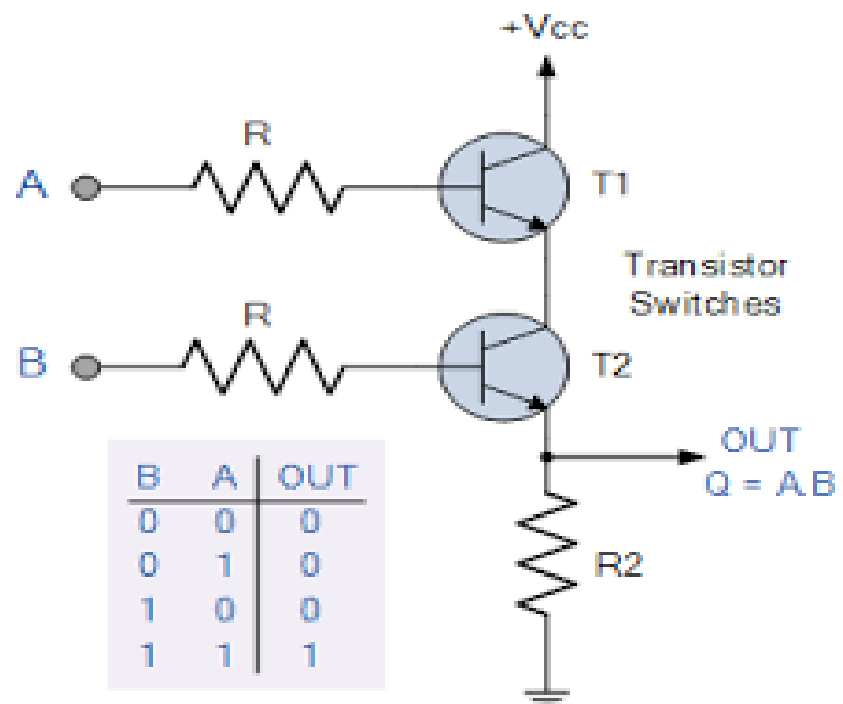 +Vcc
R
A
T1
Transistor
Switches
R
B
T2
OUT
Q = A.B
B A OUT
0 0 0
0 1 0
1 0 0
1 1 1
R2